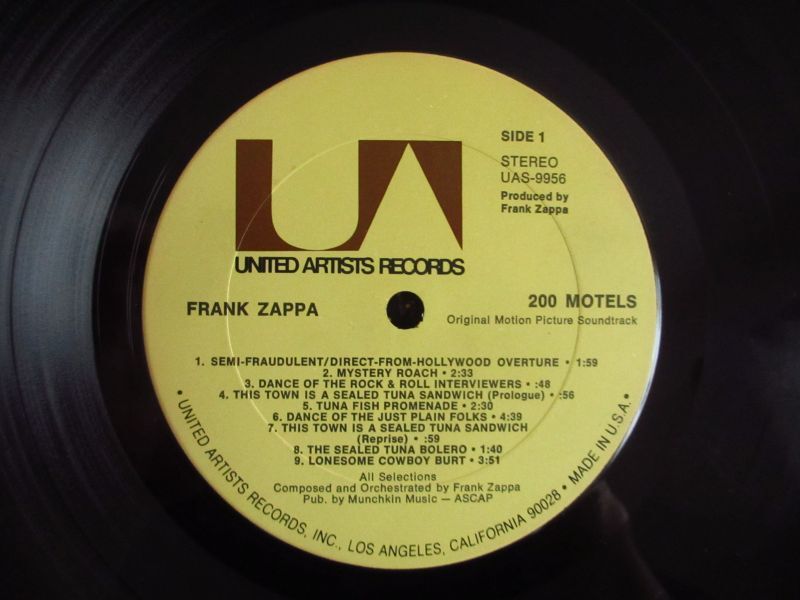 SIDE 1
STEREO
UAS-9956
Produced by
Frank Zappa
UA
UNITED ARTISTS RECORDS
FRANK ZAPPA
200 MOTELS
Original Motion Picture Soundtrack
1. SEMI-FRAUDULENT/DIRECT-FROM-HOLLYWOOD OVERTURE • 1:59
2. MYSTERY ROACH • 2:33
3. DANCE OF THE ROCK & ROLL INTERVIEWERS • :48
4. THIS TOWN IS A SEALED TUNA SANDWICH (Prologue) • :56
5. TUNA FISH PROMENADE • 2:30
6. DANCE OF THE JUST PLAIN FOLKS • 4:39
7. THIS TOWN IS A SEALED TUNA SANDWICH
(Reprise) • :59
8. THE SEALED TUNA BOLERO • 1:40
9. LONESOME COWBOY BURT • 3:51
All Selections
Composed and Orchestrated by Frank Zappa
Pub. by Munchkin Music — ASCAP
• UNITED ARTISTS RECORDS, INC., LOS ANGELES, CALIFORNIA 90028 • MADE IN U.S.A. •